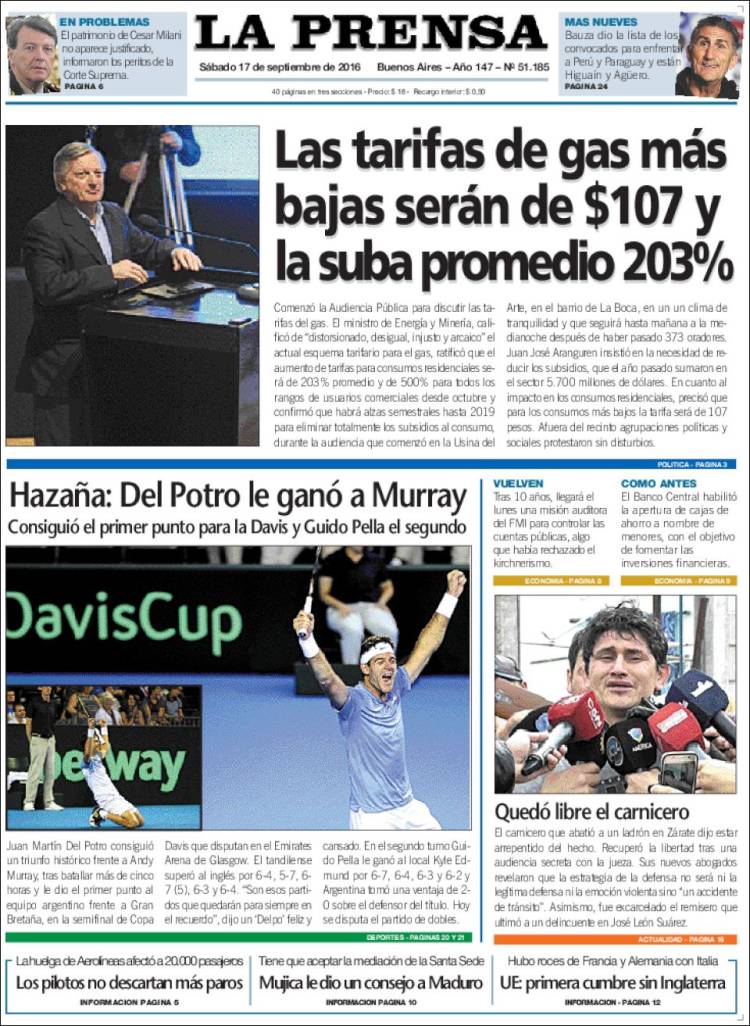 EN PROBLEMAS
El patrimonio de Cesar Milani
no aparece justificado,
informaron los peritos de la
Corte Suprema.
PAGINA 6
LA PRENSA
Sábado 17 de septiembre de 2016 Buenos Aires – Año 147 – Nº 51.185
40 páginas en tres secciones - Precio: $ 18 - Recargo interior: $ 0,50
MAS NUEVES
Bauza dio la lista de los
convocados para enfrentar
a Perú y Paraguay y están
Higuaín y Agüero.
PAGINA 24
Las tarifas de gas más
bajas serán de $107 y
la suba promedio 203%
Comenzó la Audiencia Pública para discutir las ta-
rifas del gas. El ministro de Energía y Minería, cali-
ficó de “distorsionado, desigual, injusto y arcaico” el
actual esquema tarifario para el gas, ratificó que el
aumento de tarifas para consumos residenciales se-
rá de 203% promedio y de 500% para todos los
rangos de usuarios comerciales desde octubre y
confirmó que habrá alzas semestrales hasta 2019
para eliminar totalmente los subsidios al consumo,
durante la audiencia que comenzó en la Usina del
Arte, en el barrio de La Boca, en un un clima de
tranquilidad y que seguirá hasta mañana a la me-
dianoche después de haber pasado 373 oradores.
Juan José Aranguren insistió en la necesidad de re-
ducir los subsidios, que el año pasado sumaron en
el sector 5.700 millones de dólares. En cuanto al
impacto en los consumos residenciales, precisó que
para los consumos más bajos la tarifa será de 107
pesos. Afuera del recinto agrupaciones políticas y
sociales protestaron sin disturbios.
POLITICA - PAGINA 3
Hazaña: Del Potro le ganó a Murray
Consiguió el primer punto para la Davis y Guido Pella el segundo
DavisCup
betway
Juan Martín Del Potro consiguió
un triunfo histórico frente a Andy
Murray, tras batallar más de cinco
horas y le dio el primer punto al
equipo argentino frente a Gran
Bretaña, en la semifinal de Copa
Davis que disputan en el Emirates
Arena de Glasgow. El tandilense
superó al inglés por 6-4, 5-7, 6-
7 (5), 6-3 y 6-4. “Son esos parti-
dos que quedarán para siempre en
el recuerdo”, dijo un ‘Delpo’ feliz y
cansado. En el segundo turno Gui-
do Pella le ganó al local Kyle Ed-
mund por 6-7, 6-4, 6-3 y 6-2 y
Argentina tomó una ventaja de 2-
0 sobre el defensor del título. Hoy
se disputa el partido de dobles.
DEPORTES - PAGINAS 20 Y 21
VUELVEN
Tras 10 años, llegará el
lunes una misión auditora
del FMI para controlar las
cuentas públicas, algo
que había rechazado el
kirchnerismo.
ECONOMIA - PAGINA 6
COMO ANTES
El Banco Central habilitó
la apertura de cajas de
ahorro a nombre de
menores, con el objetivo
de fomentar las
inversiones financieras.
ECONOMIA - PAGINA 9
AMÉRICA
Quedó libre el carnicero
El carnicero que abatió a un ladrón en Zárate dijo estar
arrepentido del hecho. Recuperó la libertad tras una
audiencia secreta con la jueza. Sus nuevos abogados
revelaron que la estrategia de la defensa no será ni la
legítima defensa ni la emoción violenta sino “un accidente
de tránsito”. Asimismo, fue excarcelado el remisero que
ultimó a un delincuente en José León Suárez.
ACTUALIDAD - PAGINA 16
La huelga de Aerolíneas afectó a 20.000 pasajeros
Los pilotos no descartan más paros
INFORMACION PAGINA 5
Tiene que aceptar la mediación de la Santa Sede
Mujica le dio un consejo a Maduro
INFORMACION PAGINA 10
Hubo roces de Francia y Alemania con Italia
UE: primera cumbre sin Inglaterra
INFORMACION - PAGINA 12